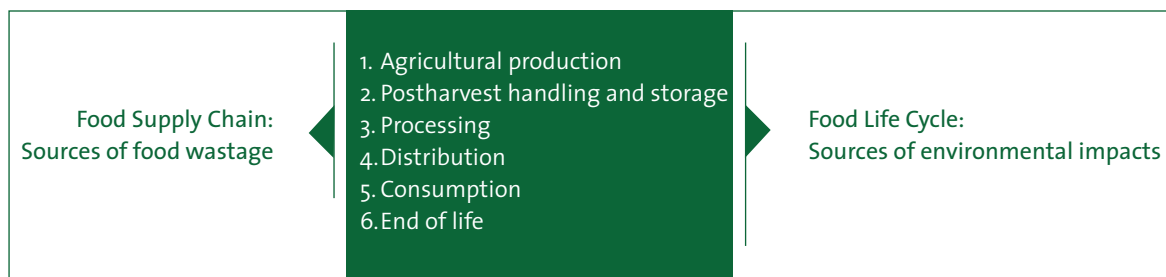 Food Supply Chain:
Sources of food wastage
1. Agricultural production
2. Postharvest handling and storage
3. Processing
4. Distribution
5. Consumption
6. End of life
Food Life Cycle:
Sources of environmental impacts